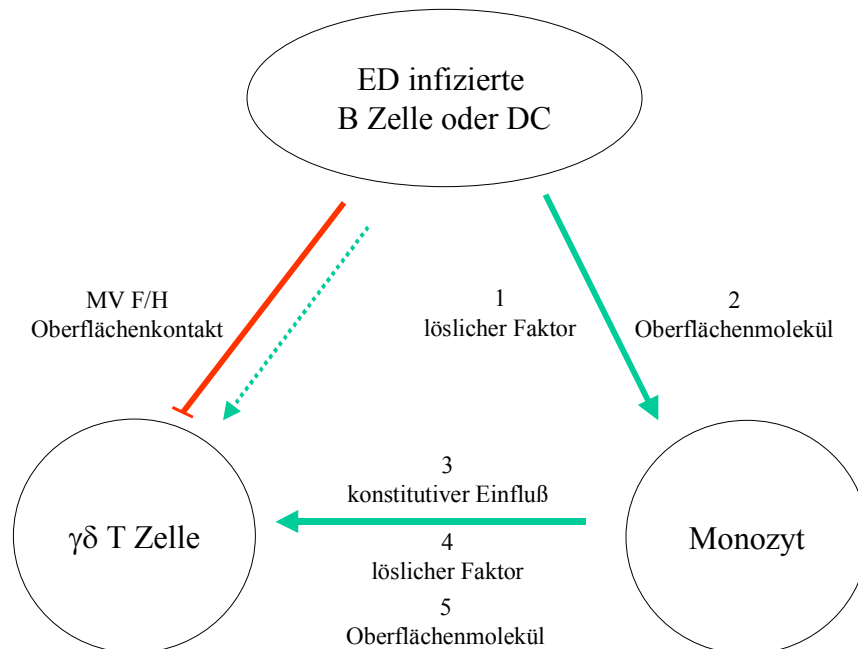 ED infizierte
B Zelle oder DC
MV F/H
Oberflächenkontakt
1
löslicher Faktor
2
Oberflächenmolekül
γδ T Zelle
3
konstitutiver Einfluß
4
löslicher Faktor
5
Oberflächenmolekül
Monozyt